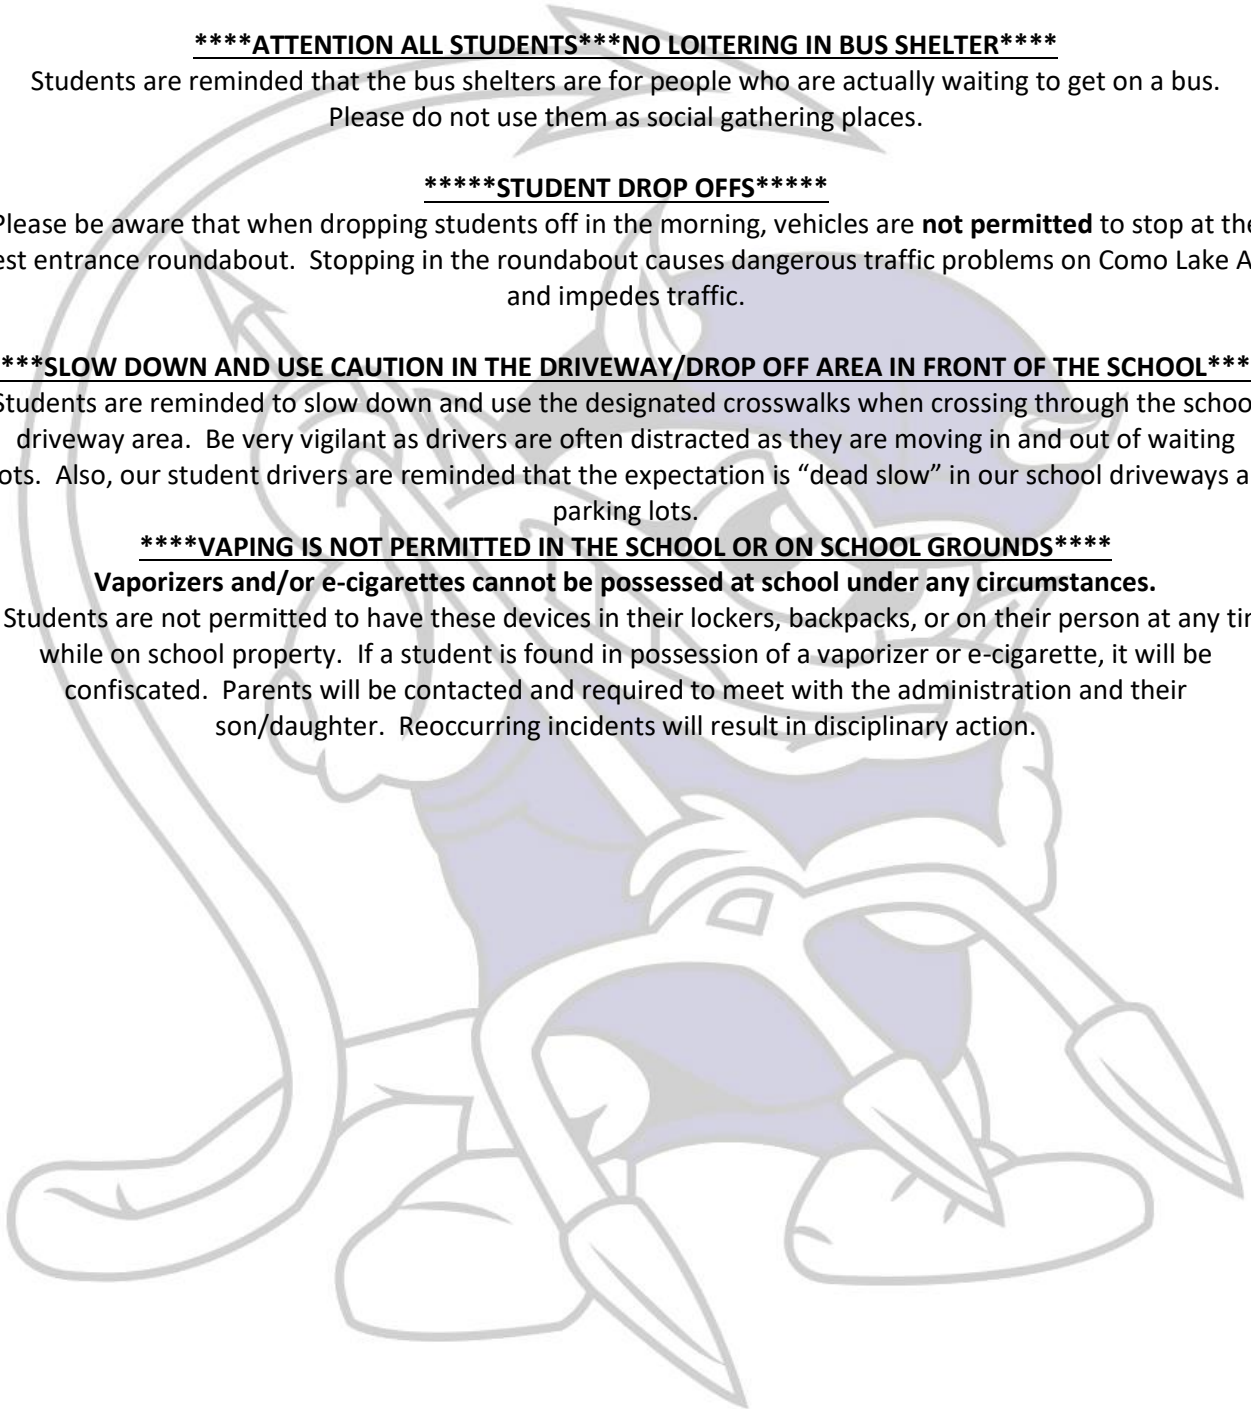 ****ATTENTION ALL STUDENTS***NO LOITERING IN BUS SHELTER****
Students are reminded that the bus shelters are for people who are actually waiting to get on a bus.
Please do not use them as social gathering places.
*****STUDENT DROP OFFS*****
Please be aware that when dropping students off in the morning, vehicles are not permitted to stop at the
est entrance roundabout. Stopping in the roundabout causes dangerous traffic problems on Como Lake A
and impedes traffic.
***SLOW DOWN AND USE CAUTION IN THE DRIVEWAY/DROP OFF AREA IN FRONT OF THE SCHOOL***
Students are reminded to slow down and use the designated crosswalks when crossing through the schoo
driveway area. Be very vigilant as drivers are often distracted as they are moving in and out of waiting
ots. Also, our student drivers are reminded that the expectation is “dead slow” in our school driveways a
parking lots.
****VAPING IS NOT PERMITTED IN THE SCHOOL OR ON SCHOOL GROUNDS****
Vaporizers and/or e-cigarettes cannot be possessed at school under any circumstances.
Students are not permitted to have these devices in their lockers, backpacks, or on their person at any ti
while on school property. If a student is found in possession of a vaporizer or e-cigarette, it will be
confiscated. Parents will be contacted and required to meet with the administration and their
son/daughter. Reoccurring incidents will result in disciplinary action.